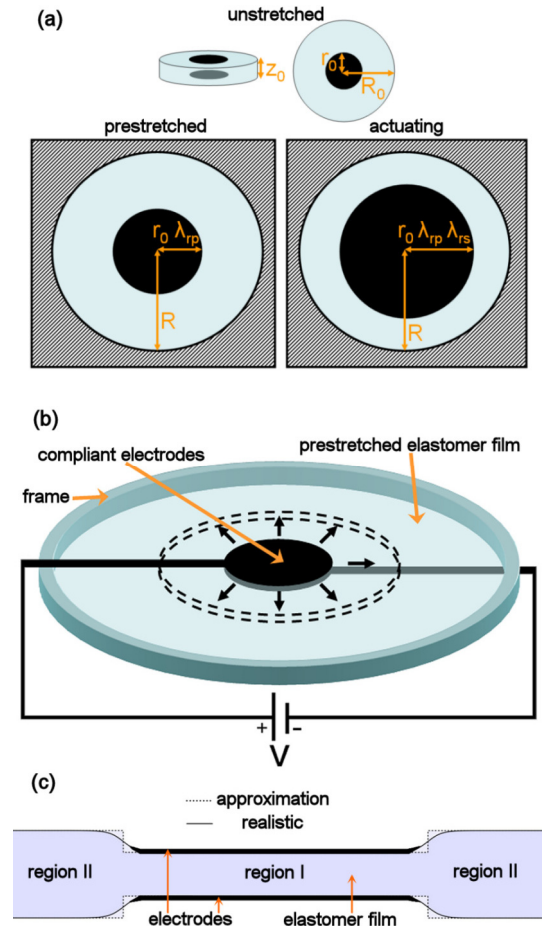 (a)
unstretched
z₀
r₀
R₀
prestretched
actuating
r₀ λrp
R
r₀ λrp λrs
R
(b)
compliant electrodes
prestretched elastomer film
frame
+ −
V
(c)
approximation
realistic
region II
region I
region II
electrodes
elastomer film